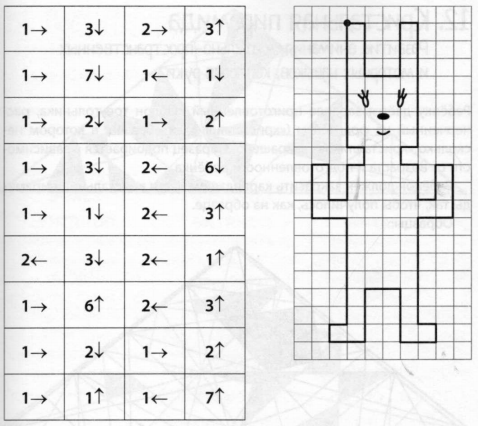 1→ 3↓ 2→ 3↑
1→ 7↓ 1← 1↓
1→ 2↓ 1→ 2↑
1→ 3↓ 2← 6↓
1→ 1↓ 2← 3↑
2← 3↓ 2← 1↑
1→ 6↑ 2← 3↑
1→ 2↓ 1→ 2↑
1→ 1↑ 1← 7↑